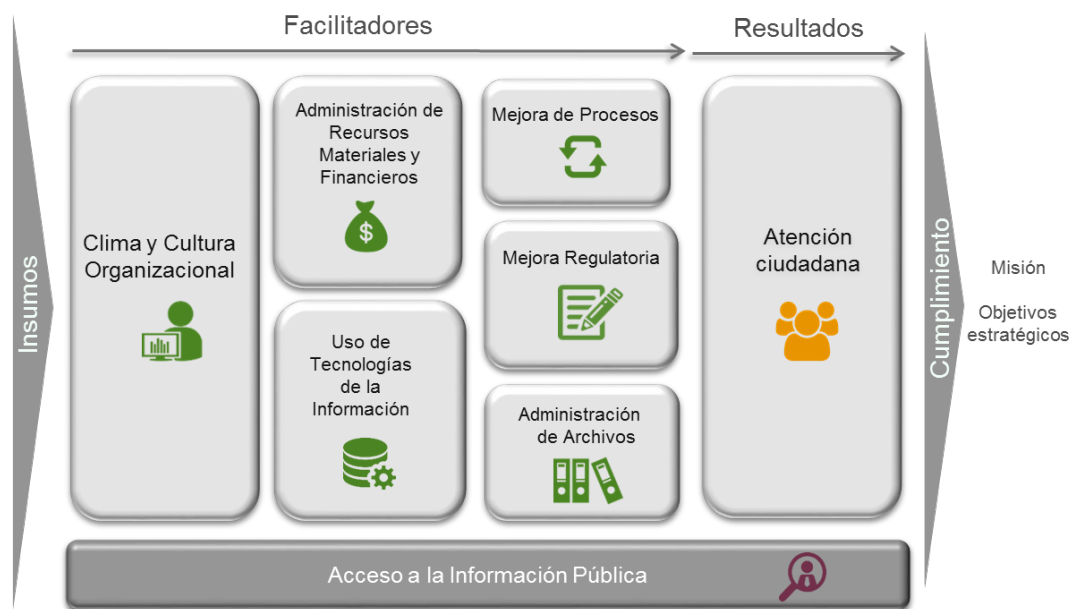 Facilitadores
Resultados
Insumos
Clima y Cultura
Organizacional
Administración de
Recursos
Materiales y
Financieros
$
Uso de
Tecnologías
de la
Información
Mejora de Procesos
Mejora Regulatoria
Administración
de Archivos
Atención
ciudadana
Cumplimiento
Misión
Objetivos
estratégicos
Acceso a la Información Pública